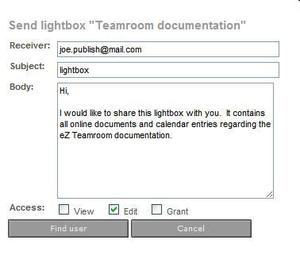 Send lightbox "Teamroom documentation"
Receiver: joe.publish@mail.com
Subject: lightbox
Body: Hi,
I would like to share this lightbox with you. It contains
all online documents and calendar entries regarding the
eZ Teamroom documentation.
Access: View Edit Grant
Find user Cancel